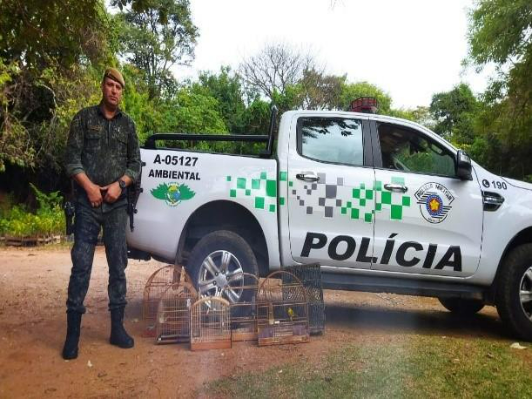 A-05127
AMBIENTAL
190
POLÍCIA